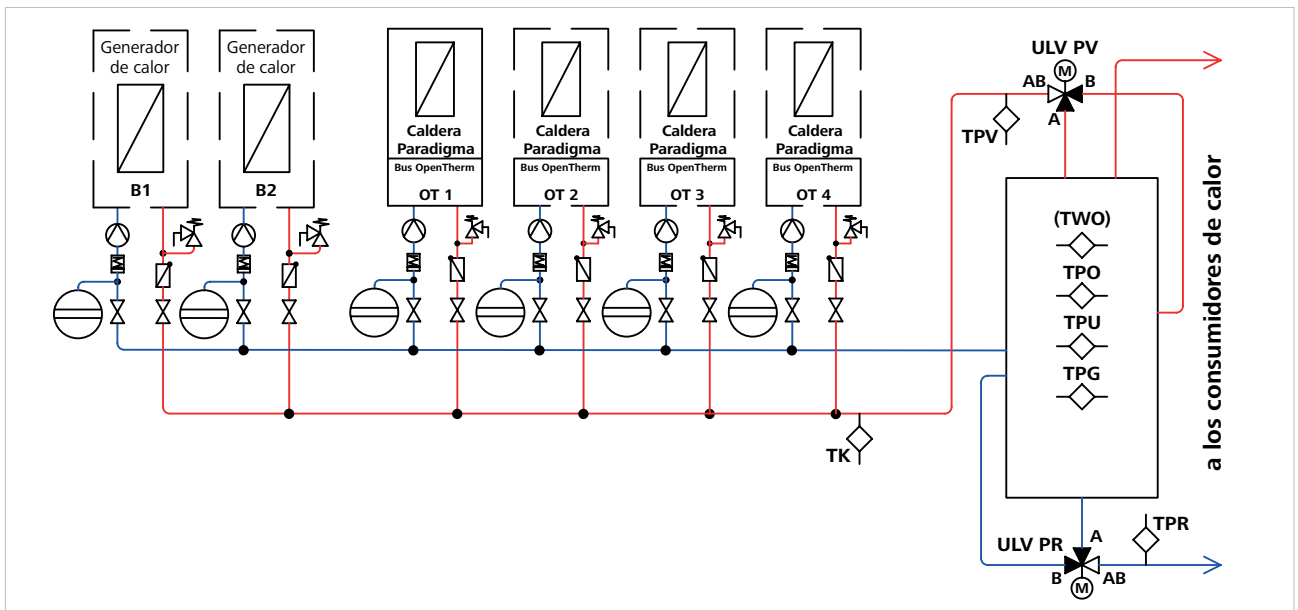 Generador
de calor
B1
Generador
de calor
B2
Caldera
Paradigma
Bus OpenTherm
OT 1
Caldera
Paradigma
Bus OpenTherm
OT 2
Caldera
Paradigma
Bus OpenTherm
OT 3
Caldera
Paradigma
Bus OpenTherm
OT 4
TK
TPV
ULV PV
M
AB
B
A
(TWO)
TPO
TPU
TPG
a los consumidores de calor
ULV PR
A
B
AB
M
TPR